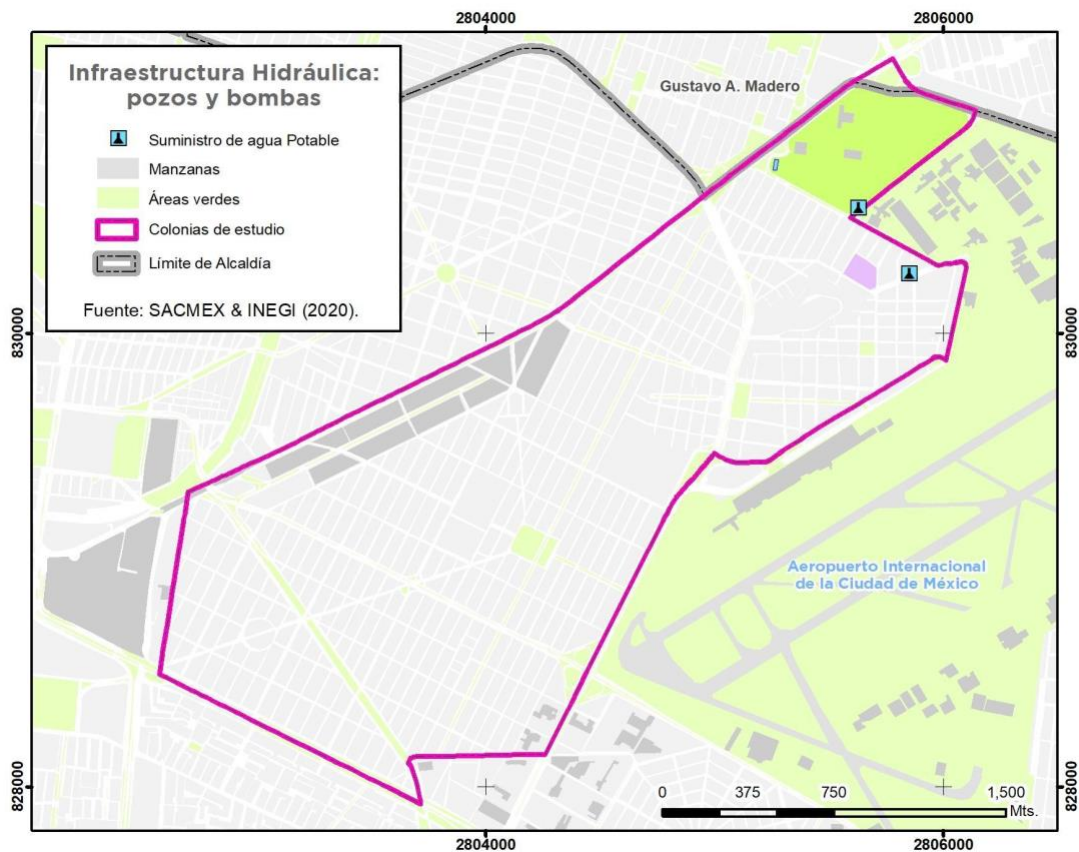 2804000
2806000
Infraestructura Hidráulica:
pozos y bombas
Suministro de agua Potable
Manzanas
Áreas verdes
Colonias de estudio
Límite de Alcaldía
Fuente: SACMEX & INEGI (2020).
Gustavo A. Madero
830000
830000
Aeropuerto Internacional
de la Ciudad de México
828000
828000
0 375 750 1,500
Mts.
2804000
2806000